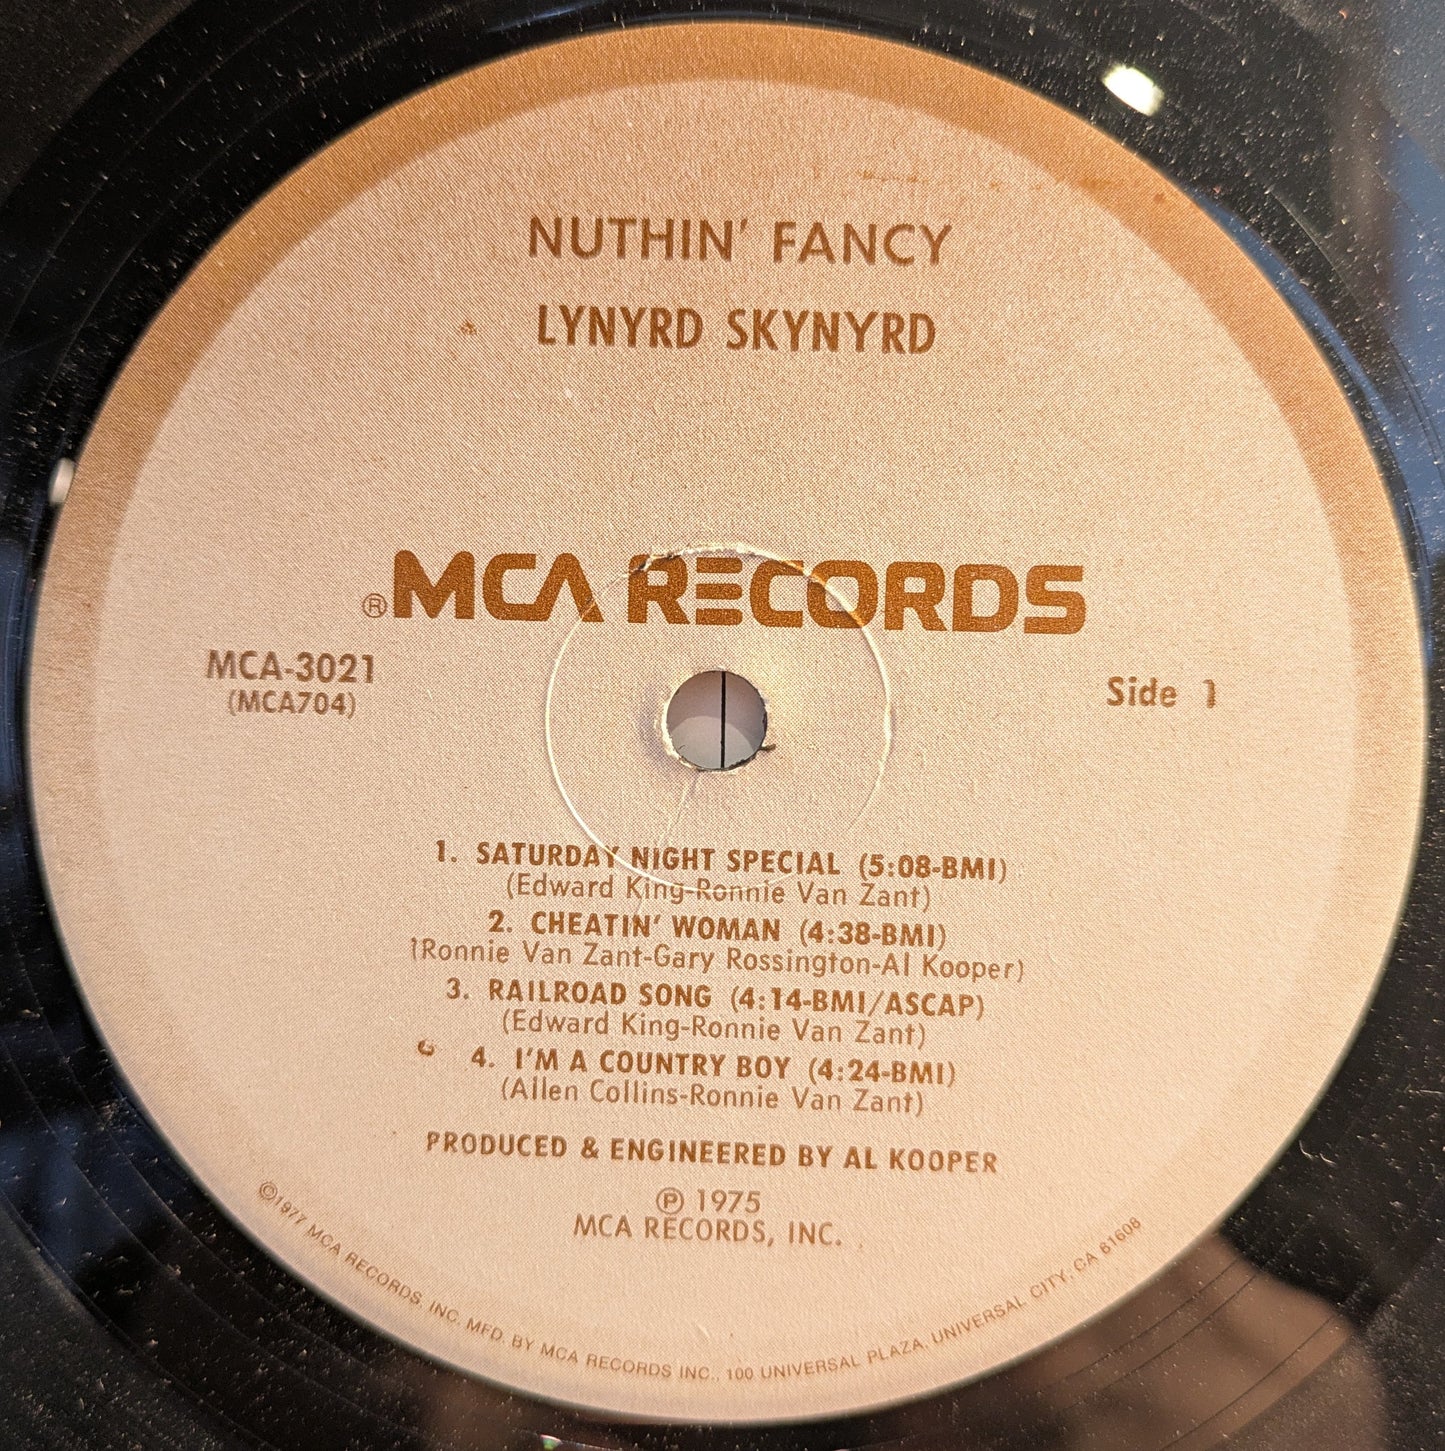 NUTHIN' FANCY
LYNYRD SKYNYRD
®MCA RECORDS
MCA-3021
(MCA704)
Side 1
1. SATURDAY NIGHT SPECIAL (5:08-BMI)
(Edward King-Ronnie Van Zant)
2. CHEATIN' WOMAN (4:38-BMI)
(Ronnie Van Zant-Gary Rossington-Al Kooper)
3. RAILROAD SONG (4:14-BMI/ASCAP)
(Edward King-Ronnie Van Zant)
4. I'M A COUNTRY BOY (4:24-BMI)
(Allen Collins-Ronnie Van Zant)
PRODUCED & ENGINEERED BY AL KOOPER
℗ 1975
MCA RECORDS, INC.
©1977 MCA RECORDS, INC. MFD. BY MCA RECORDS INC., 100 UNIVERSAL PLAZA, UNIVERSAL CITY, CA 81608